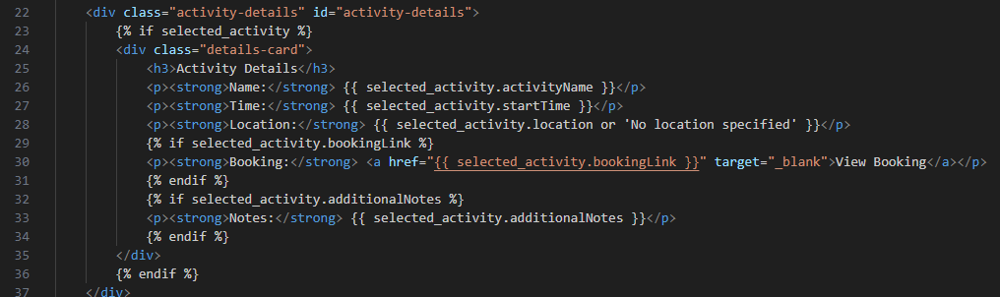 22 <div class="activity-details" id="activity-details">
23 {% if selected_activity %}
24 <div class="details-card">
25 <h3>Activity Details</h3>
26 <p><strong>Name:</strong> {{ selected_activity.activityName }}</p>
27 <p><strong>Time:</strong> {{ selected_activity.startTime }}</p>
28 <p><strong>Location:</strong> {{ selected_activity.location or 'No location specified' }}</p>
29 {% if selected_activity.bookingLink %}
30 <p><strong>Booking:</strong> <a href="{{ selected_activity.bookingLink }}" target="_blank">View Booking</a></p>
31 {% endif %}
32 {% if selected_activity.additionalNotes %}
33 <p><strong>Notes:</strong> {{ selected_activity.additionalNotes }}</p>
34 {% endif %}
35 </div>
36 {% endif %}
37 </div>